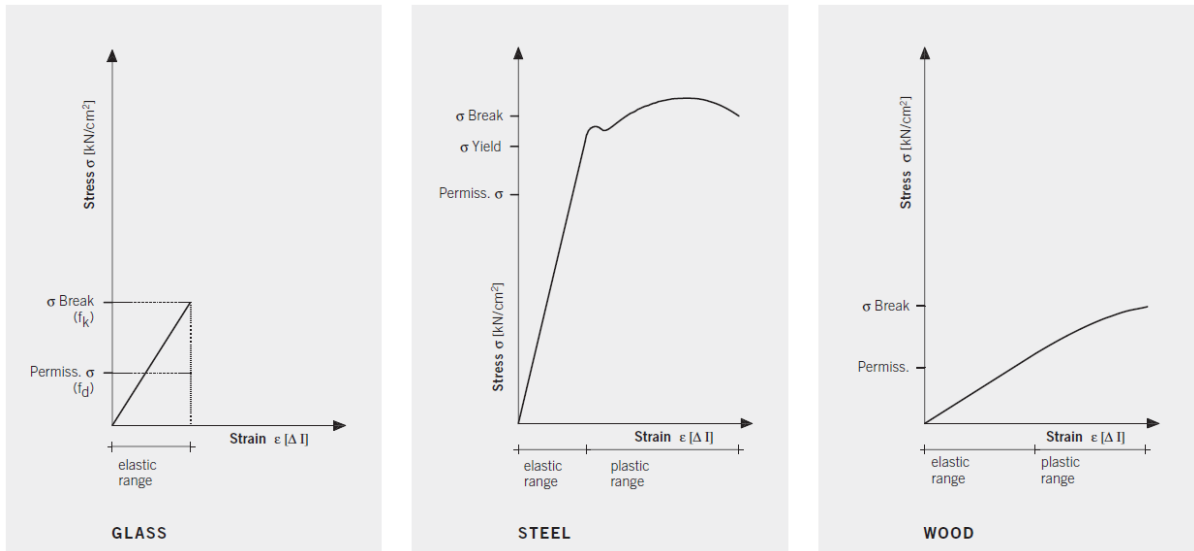 Stress σ [kN/cm²]
σ Break
(fk)
Permiss. σ
(fd)
Strain ε [Δ l]
elastic
range
GLASS
σ Break
σ Yield
Permiss. σ
Stress σ [kN/cm²]
Strain ε [Δ l]
elastic
range
plastic
range
STEEL
Stress σ [kN/cm²]
σ Break
Permiss.
Strain ε [Δ l]
elastic
range
plastic
range
WOOD